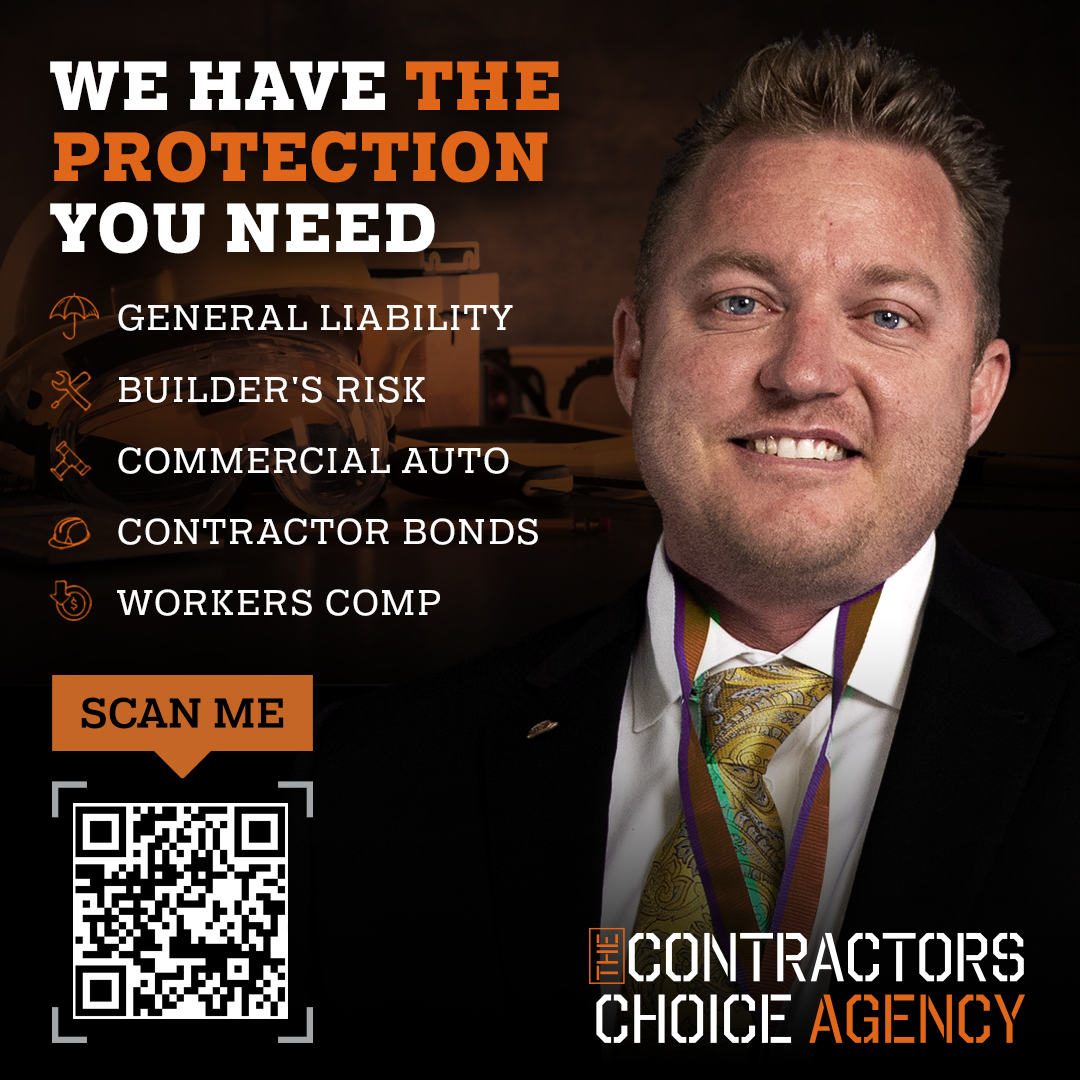 WE HAVE THE
PROTECTION
YOU NEED
GENERAL LIABILITY
BUILDER'S RISK
COMMERCIAL AUTO
CONTRACTOR BONDS
WORKERS COMP
SCAN ME
THE CONTRACTORS
CHOICE AGENCY